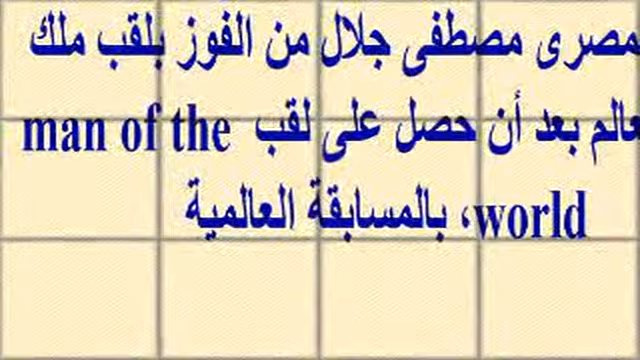 مصرى مصطفى جلال من الفوز بلقب ملك
عالم بعد أن حصل على لقب man of the
world، بالمسابقة العالمية